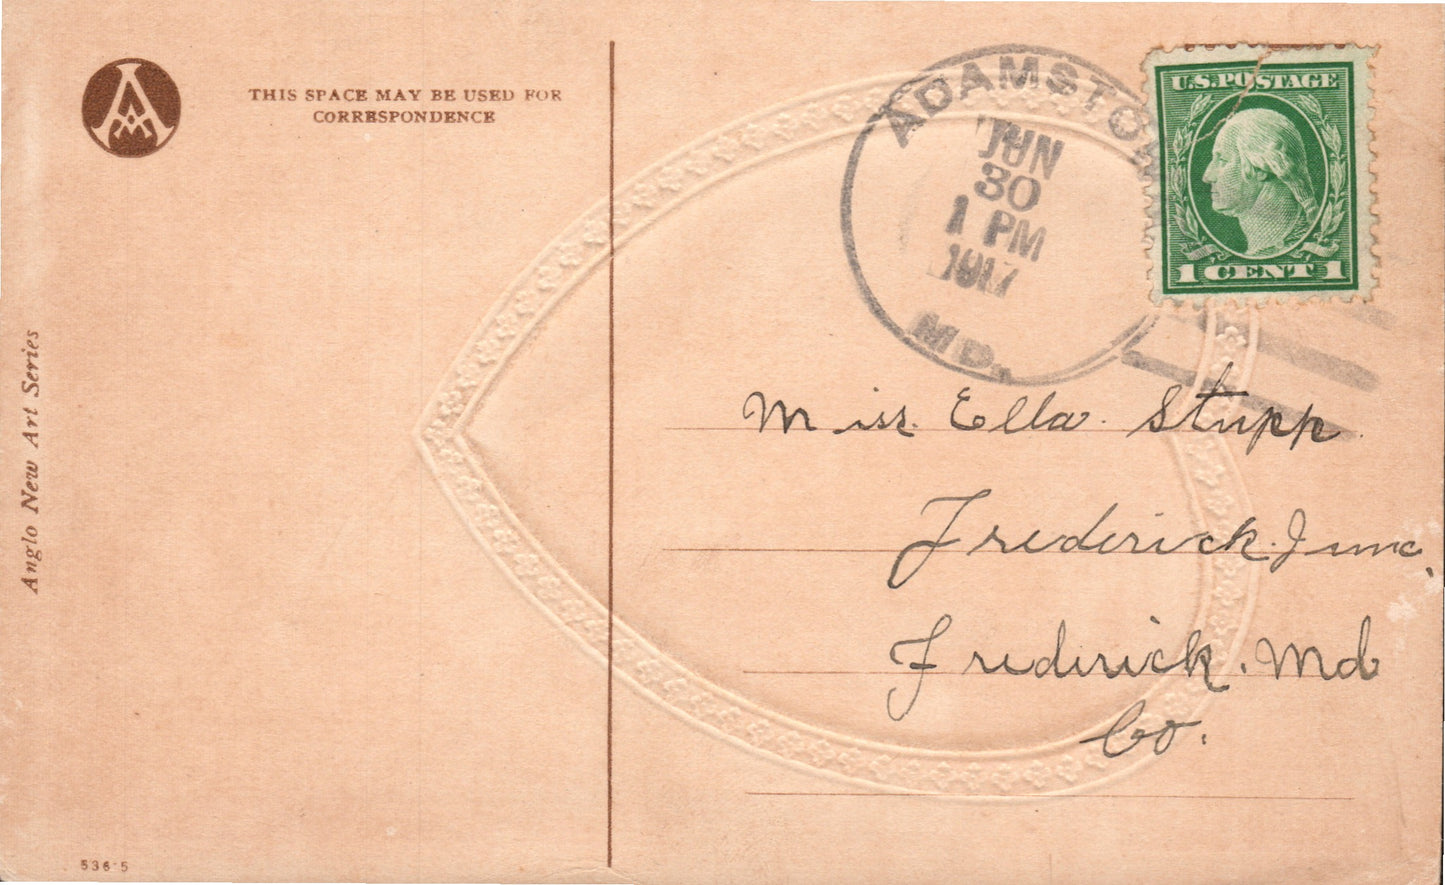 THIS SPACE MAY BE USED FOR
CORRESPONDENCE
ADAMSTO
MD.
JUN
30
1 PM
1917
U.S. POSTAGE
1 CENT 1
Miss. Ella. Stupp.
Frederick. Junc,
Frederick. Md
Co.
Anglo New Art Series
536·5